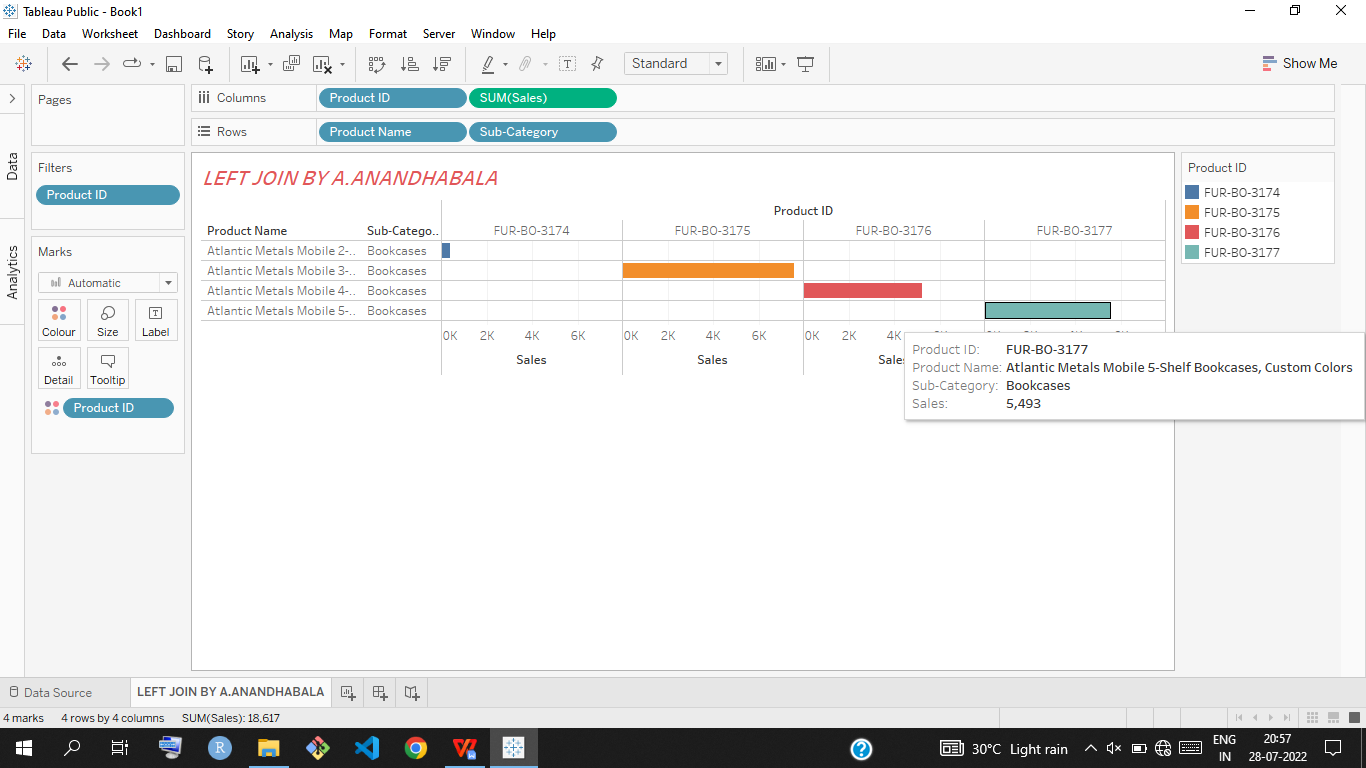 Tableau Public - Book1
File Data Worksheet Dashboard Story Analysis Map Format Server Window Help
Standard
Show Me
Pages
Columns Product ID SUM(Sales)
Rows Product Name Sub-Category
Data
Analytics
Filters
Product ID
Marks
Automatic
Colour Size Label
Detail Tooltip
Product ID
LEFT JOIN BY A.ANANDHABALA
Product ID
Product Name Sub-Catego.. FUR-BO-3174 FUR-BO-3175 FUR-BO-3176 FUR-BO-3177
Atlantic Metals Mobile 2-.. Bookcases
Atlantic Metals Mobile 3-.. Bookcases
Atlantic Metals Mobile 4-.. Bookcases
Atlantic Metals Mobile 5-.. Bookcases
0K 2K 4K 6K 0K 2K 4K 6K 0K 2K 4K
Sales Sales Sales
Product ID
FUR-BO-3174
FUR-BO-3175
FUR-BO-3176
FUR-BO-3177
Product ID: FUR-BO-3177
Product Name: Atlantic Metals Mobile 5-Shelf Bookcases, Custom Colors
Sub-Category: Bookcases
Sales: 5,493
Data Source LEFT JOIN BY A.ANANDHABALA
4 marks 4 rows by 4 columns SUM(Sales): 18,617
30°C Light rain
ENG
IN
20:57
28-07-2022